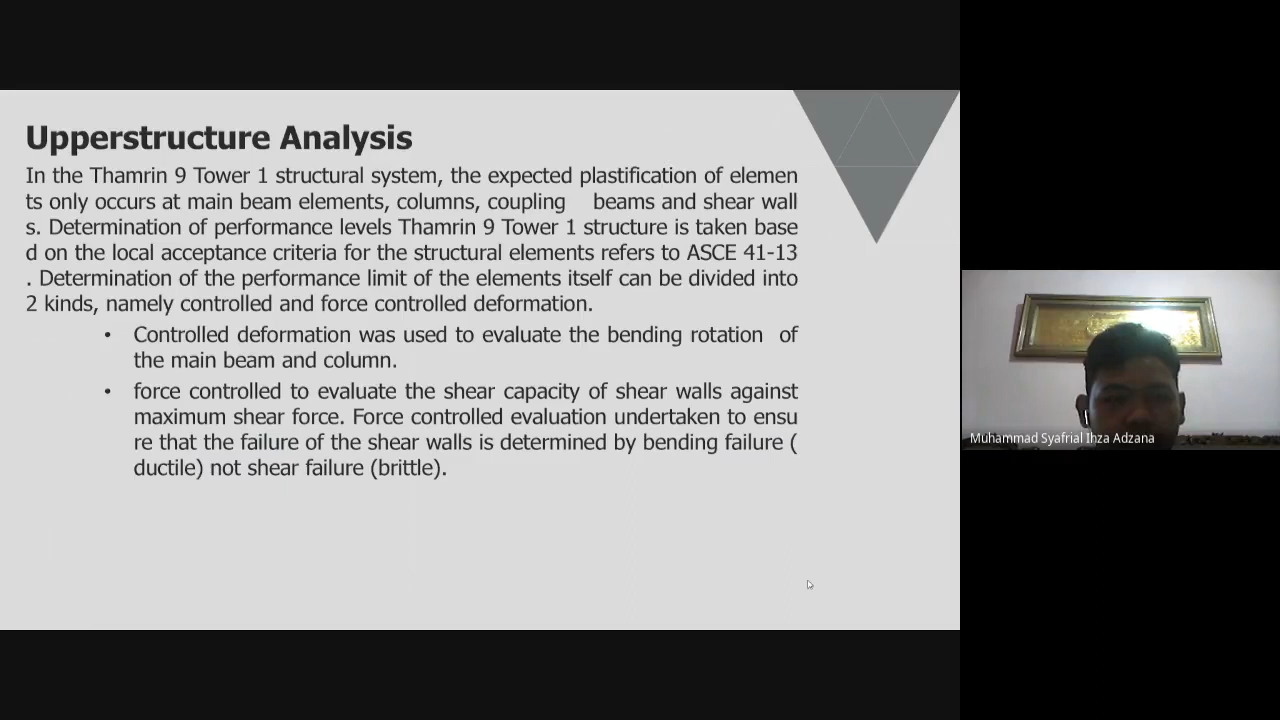 Upperstructure Analysis
In the Thamrin 9 Tower 1 structural system, the expected plastification of elemen
ts only occurs at main beam elements, columns, coupling beams and shear wall
s. Determination of performance levels Thamrin 9 Tower 1 structure is taken base
d on the local acceptance criteria for the structural elements refers to ASCE 41-13
. Determination of the performance limit of the elements itself can be divided into
2 kinds, namely controlled and force controlled deformation.
• Controlled deformation was used to evaluate the bending rotation of
the main beam and column.
• force controlled to evaluate the shear capacity of shear walls against
maximum shear force. Force controlled evaluation undertaken to ensu
re that the failure of the shear walls is determined by bending failure (
ductile) not shear failure (brittle).
Muhammad Syafrial Ihza Adzana